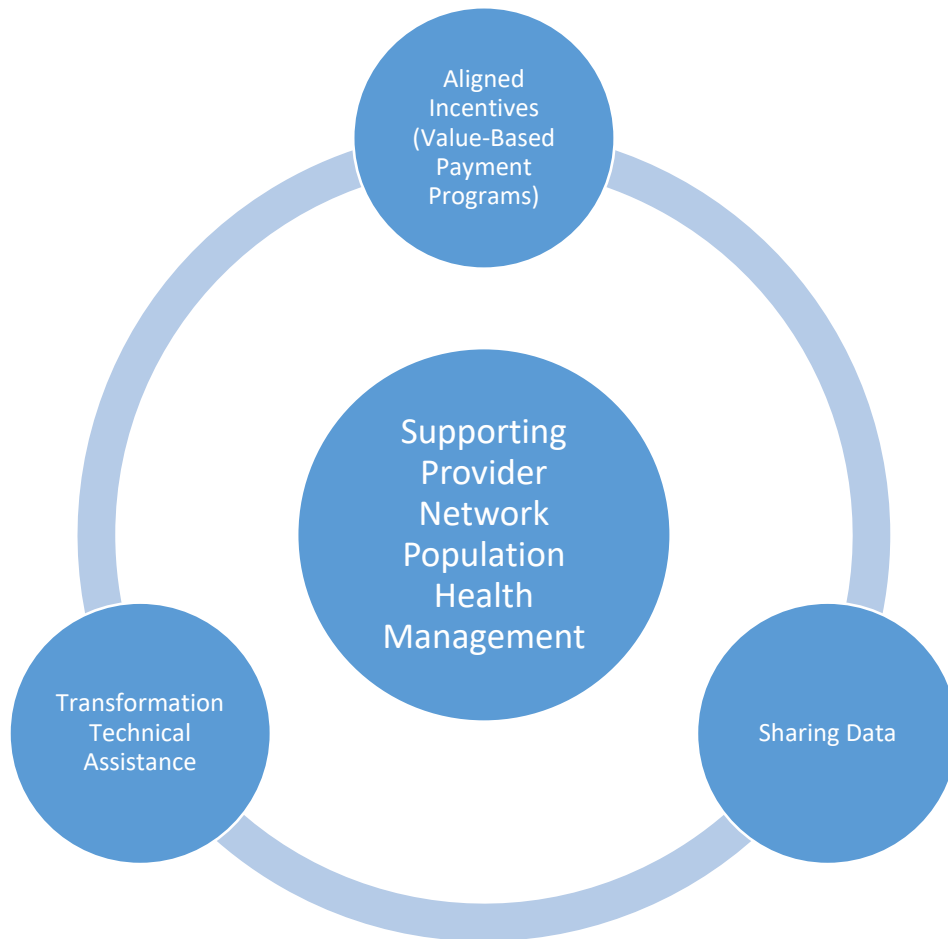 Aligned
Incentives
(Value-Based
Payment
Programs)
Supporting
Provider
Network
Population
Health
Management
Transformation
Technical
Assistance
Sharing Data